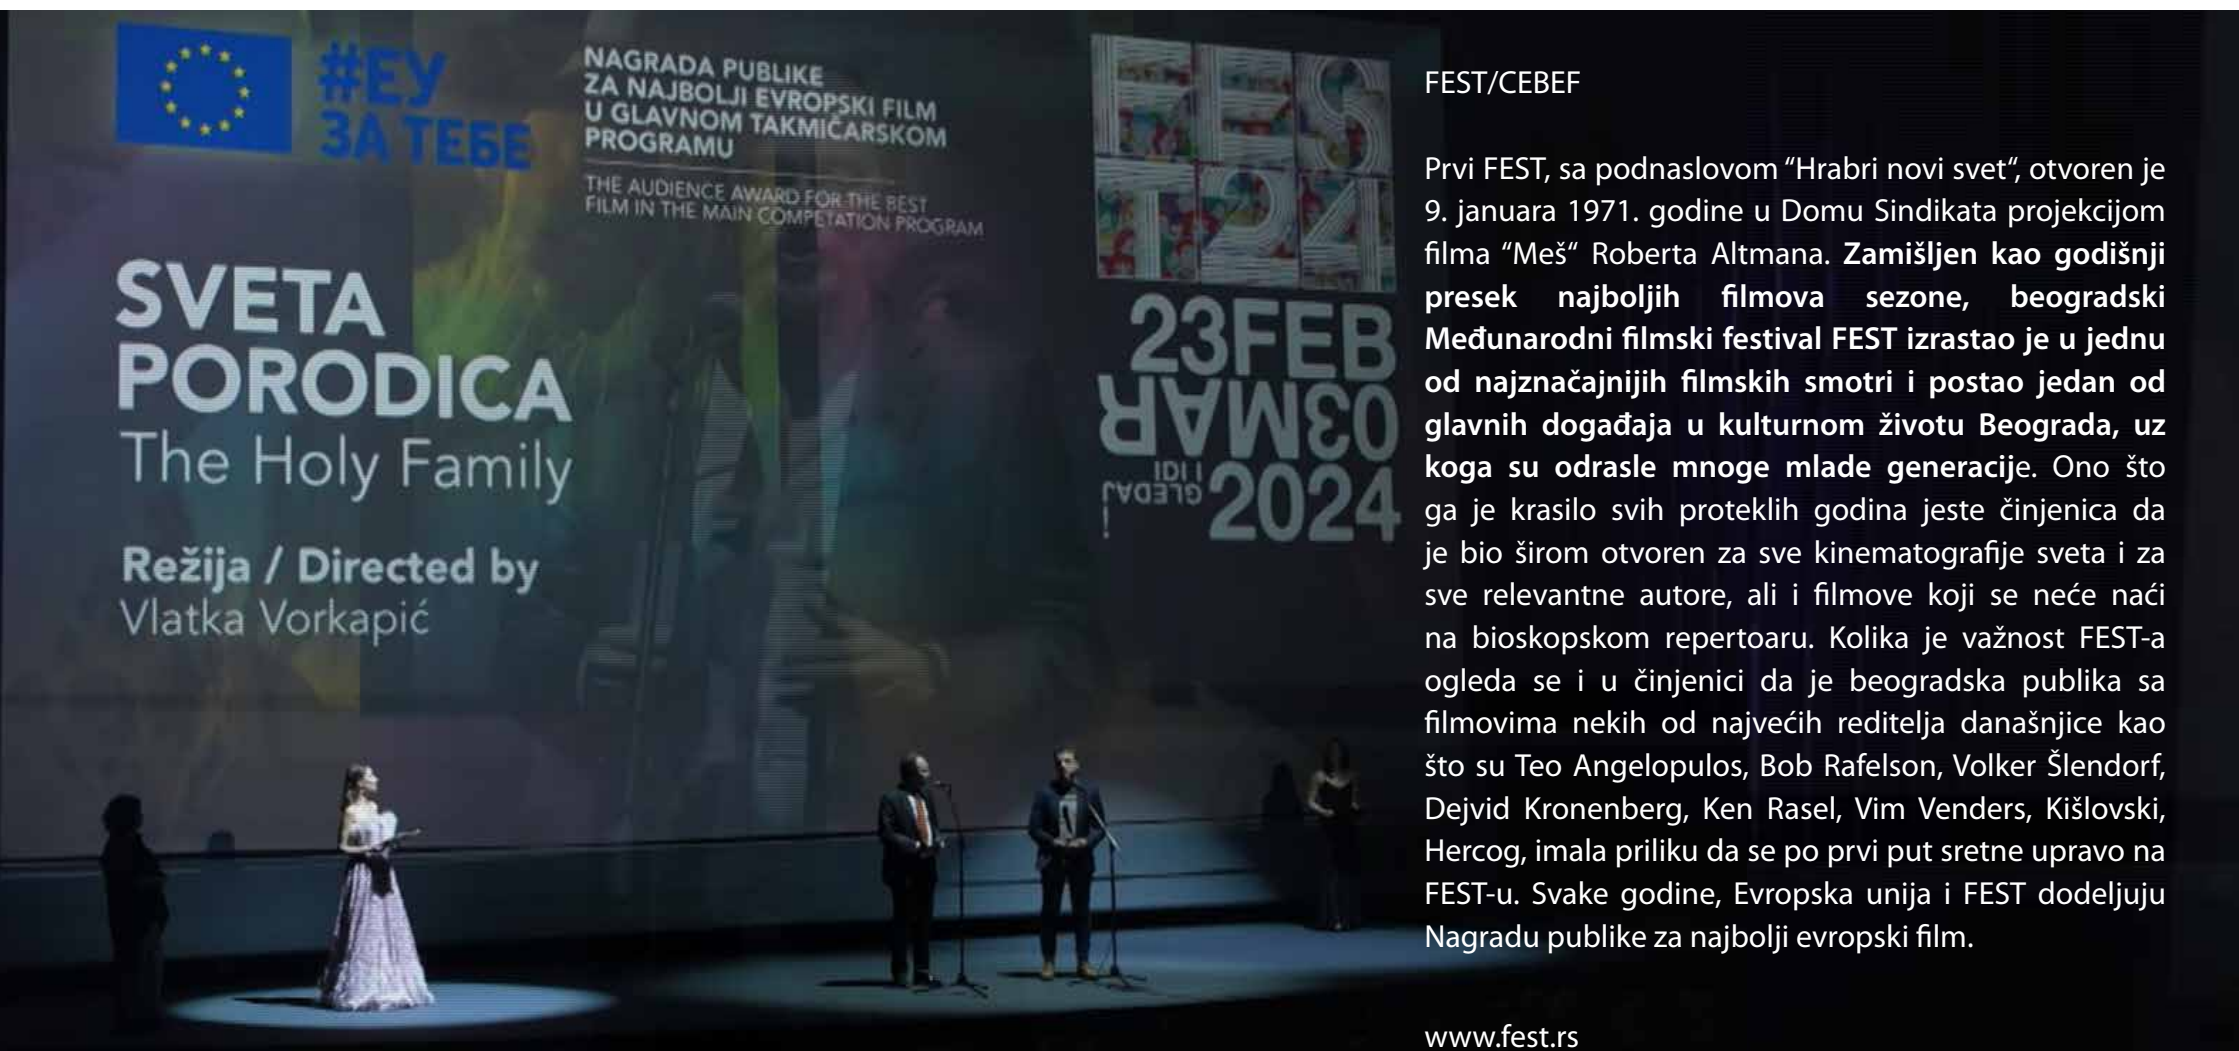 #ЕУ
ЗА ТЕБЕ
NAGRADA PUBLIKE
ZA NAJBOLJI EVROPSKI FILM
U GLAVNOM TAKMIČARSKOM
PROGRAMU
THE AUDIENCE AWARD FOR THE BEST
FILM IN THE MAIN COMPETATION PROGRAM
SVETA
PORODICA
The Holy Family
Režija / Directed by
Vlatka Vorkapić
FES
T24
23FEB
03MAR
2024
IDI I
GLEDAJ
!
FEST/CEBEF
Prvi FEST, sa podnaslovom “Hrabri novi svet“, otvoren je
9. januara 1971. godine u Domu Sindikata projekcijom
filma “Meš“ Roberta Altmana. Zamišljen kao godišnji
presek najboljih filmova sezone, beogradski
Međunarodni filmski festival FEST izrastao je u jednu
od najznačajnijih filmskih smotri i postao jedan od
glavnih događaja u kulturnom životu Beograda, uz
koga su odrasle mnoge mlade generacije. Ono što
ga je krasilo svih proteklih godina jeste činjenica da
je bio širom otvoren za sve kinematografije sveta i za
sve relevantne autore, ali i filmove koji se neće naći
na bioskopskom repertoaru. Kolika je važnost FEST-a
ogleda se i u činjenici da je beogradska publika sa
filmovima nekih od najvećih reditelja današnjice kao
što su Teo Angelopulos, Bob Rafelson, Volker Šlendorf,
Dejvid Kronenberg, Ken Rasel, Vim Venders, Kišlovski,
Hercog, imala priliku da se po prvi put sretne upravo na
FEST-u. Svake godine, Evropska unija i FEST dodeljuju
Nagradu publike za najbolji evropski film.
www.fest.rs